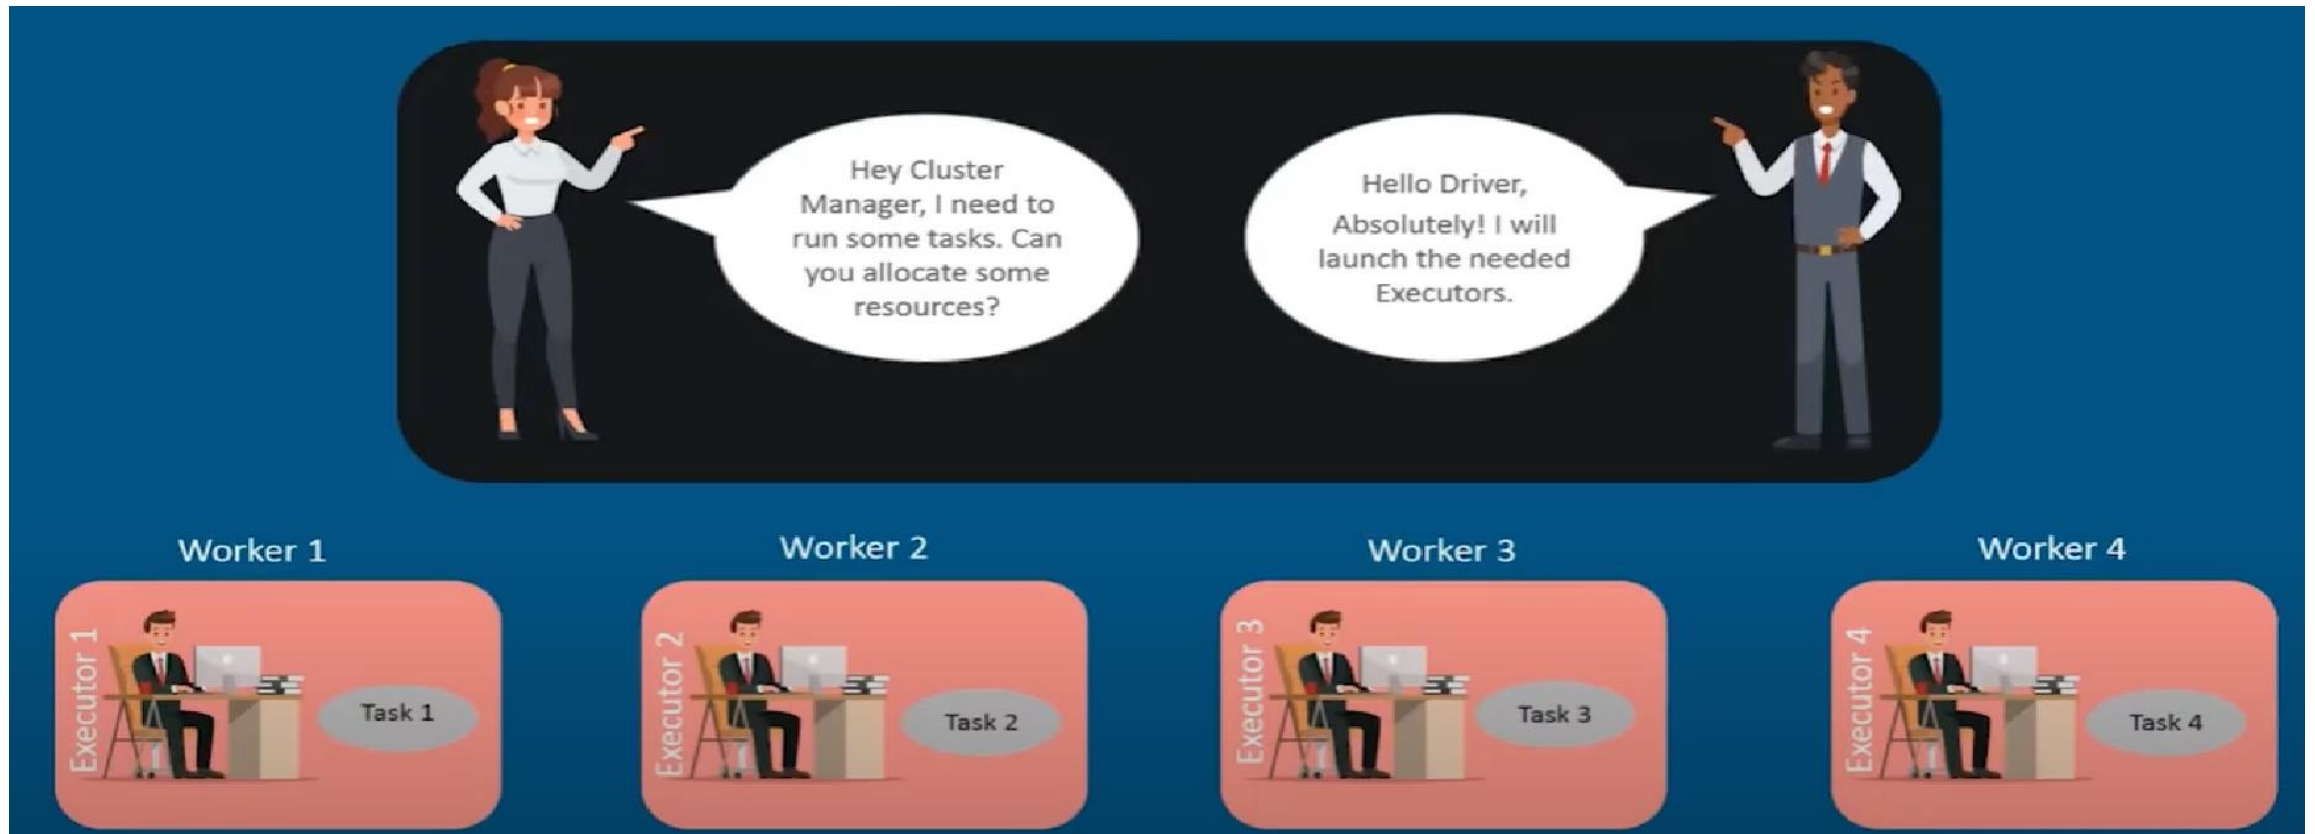 Hey Cluster
Manager, I need to
run some tasks. Can
you allocate some
resources?
Hello Driver,
Absolutely! I will
launch the needed
Executors.
Worker 1
Worker 2
Worker 3
Worker 4
Executor 1
Task 1
Executor 2
Task 2
Executor 3
Task 3
Executor 4
Task 4